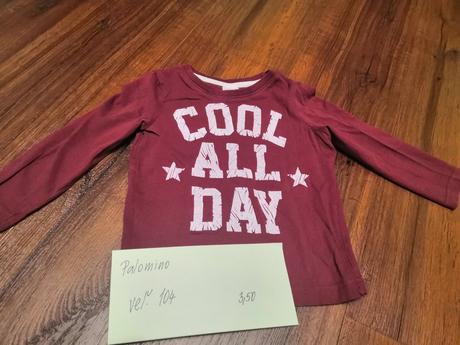 COOL
ALL
DAY
Palomino
vel. 104 3,50